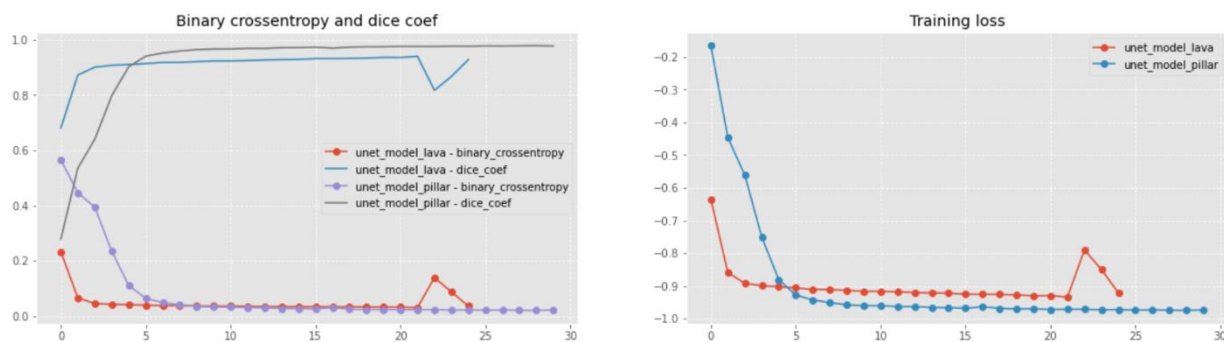 Binary crossentropy and dice coef
1.0
0.8
0.6
0.4
0.2
0.0
unet_model_lava - binary_crossentropy
unet_model_lava - dice_coef
unet_model_pillar - binary_crossentropy
unet_model_pillar - dice_coef
0 5 10 15 20 25 30
Training loss
−0.2
−0.3
−0.4
−0.5
−0.6
−0.7
−0.8
−0.9
−1.0
unet_model_lava
unet_model_pillar
0 5 10 15 20 25 30